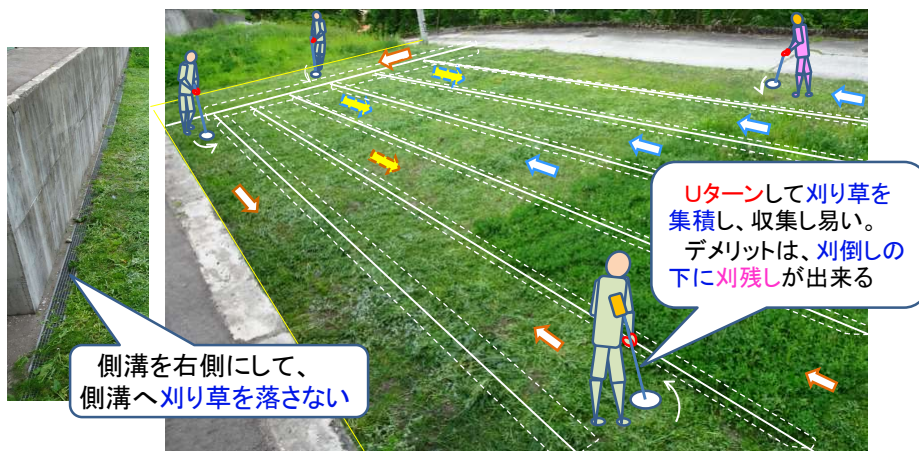 Uターンして刈り草を
集積し、収集し易い。
デメリットは、刈倒しの
下に刈残しが出来る
側溝を右側にして、
側溝へ刈り草を落さない